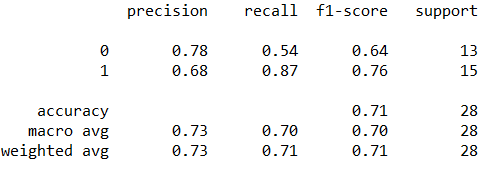 precision recall f1-score support
0 0.78 0.54 0.64 13
1 0.68 0.87 0.76 15
accuracy 0.71 28
macro avg 0.73 0.70 0.70 28
weighted avg 0.73 0.71 0.71 28